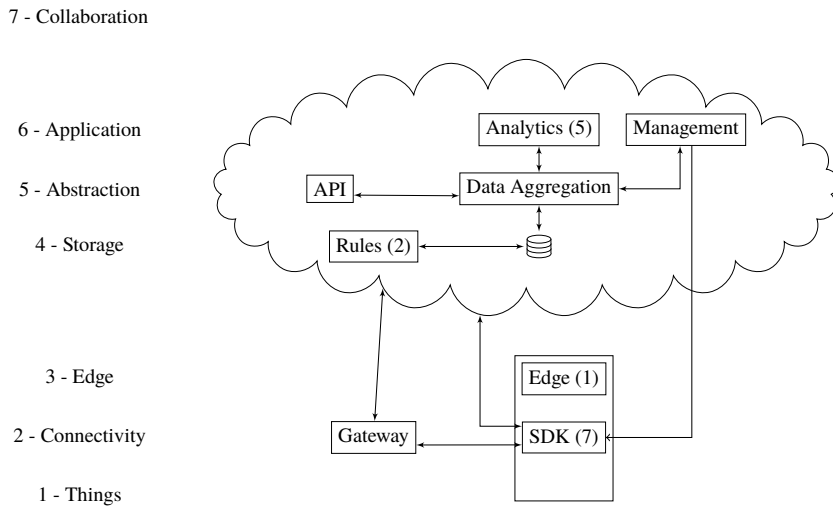 7 - Collaboration
6 - Application
Analytics (5)
Management
5 - Abstraction
API
Data Aggregation
4 - Storage
Rules (2)
3 - Edge
Edge (1)
2 - Connectivity
Gateway
SDK (7)
1 - Things